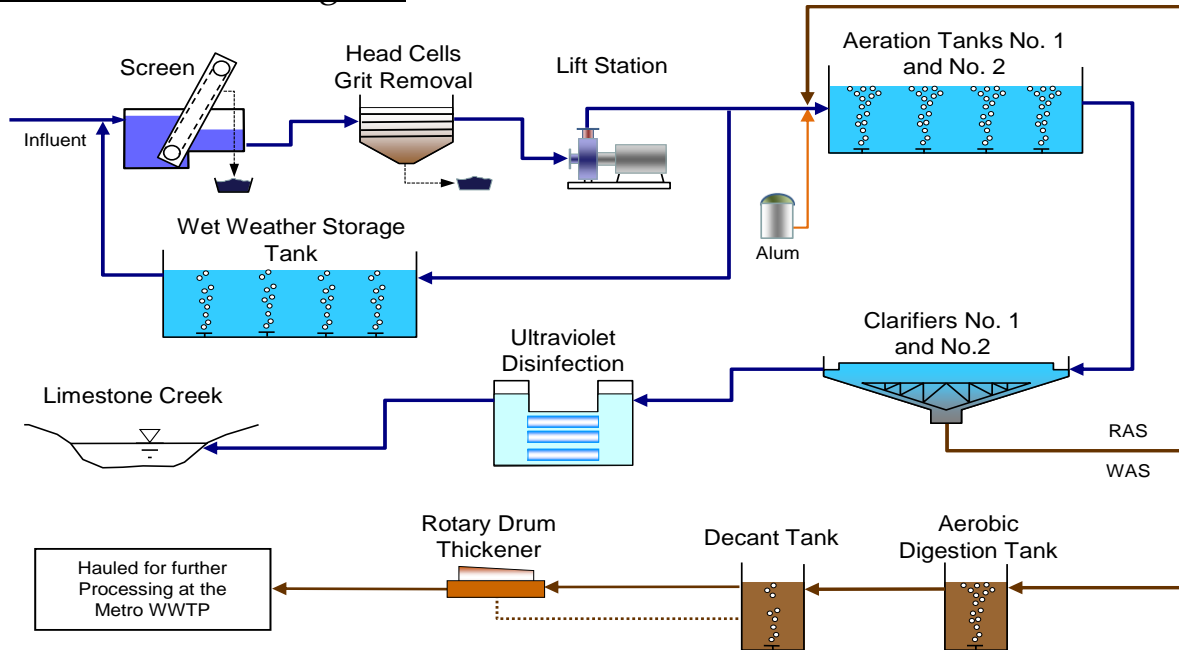 Screen
Head Cells
Grit Removal
Lift Station
Aeration Tanks No. 1
and No. 2
Influent
Alum
Wet Weather Storage
Tank
Clarifiers No. 1
and No.2
Ultraviolet
Disinfection
Limestone Creek
RAS
WAS
Rotary Drum
Thickener
Decant Tank
Aerobic
Digestion Tank
Hauled for further
Processing at the
Metro WWTP